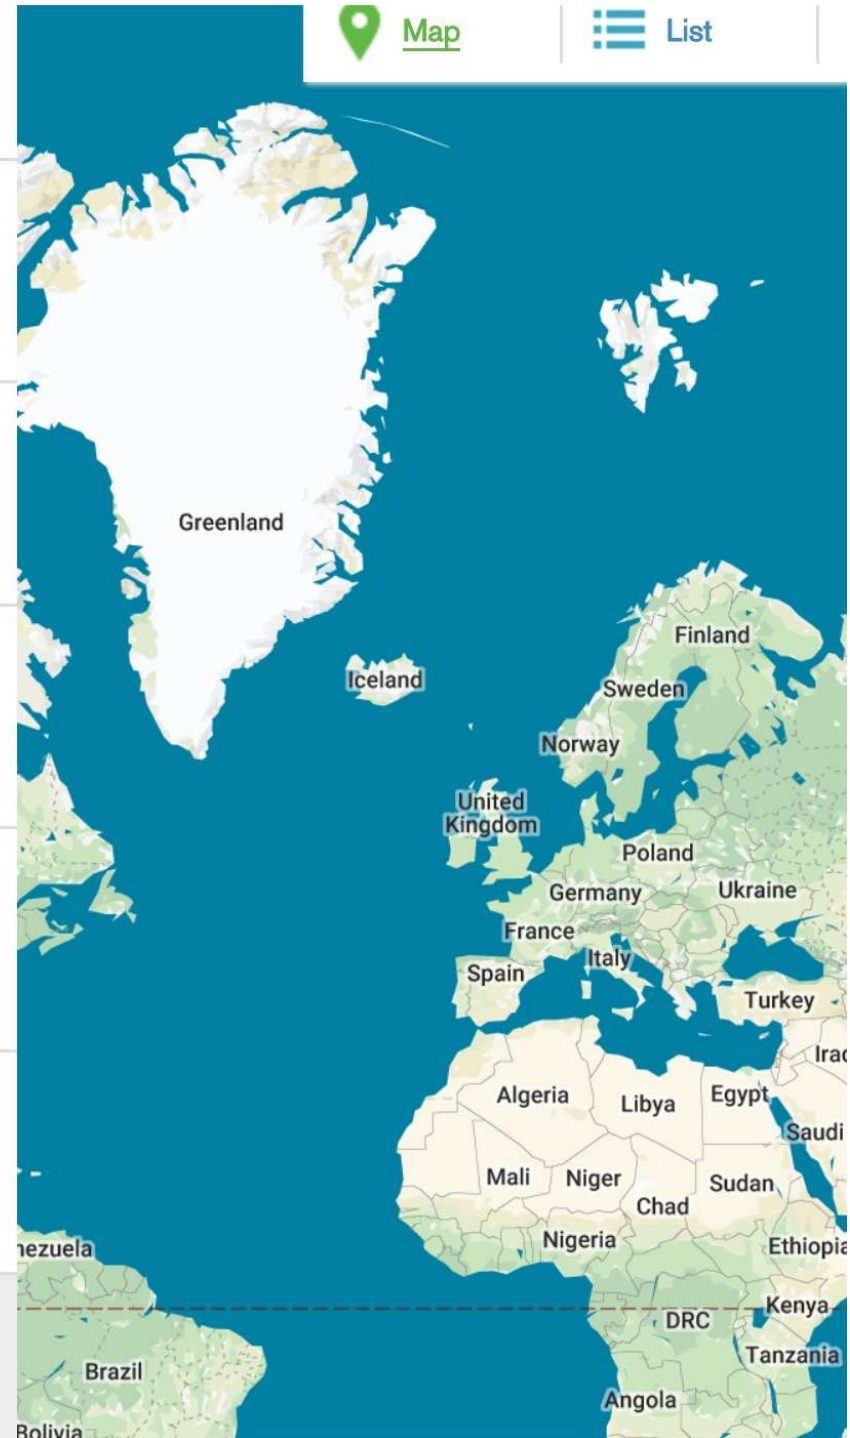 Map
List
Greenland
Iceland
Finland
Sweden
Norway
United
Kingdom
Poland
Germany
Ukraine
France
Italy
Spain
Turkey
Iraq
Algeria
Libya
Egypt
Saudi
Mali
Niger
Sudan
Chad
nezuela
Nigeria
Ethiopia
Kenya
DRC
Tanzania
Brazil
Angola
Bolivia